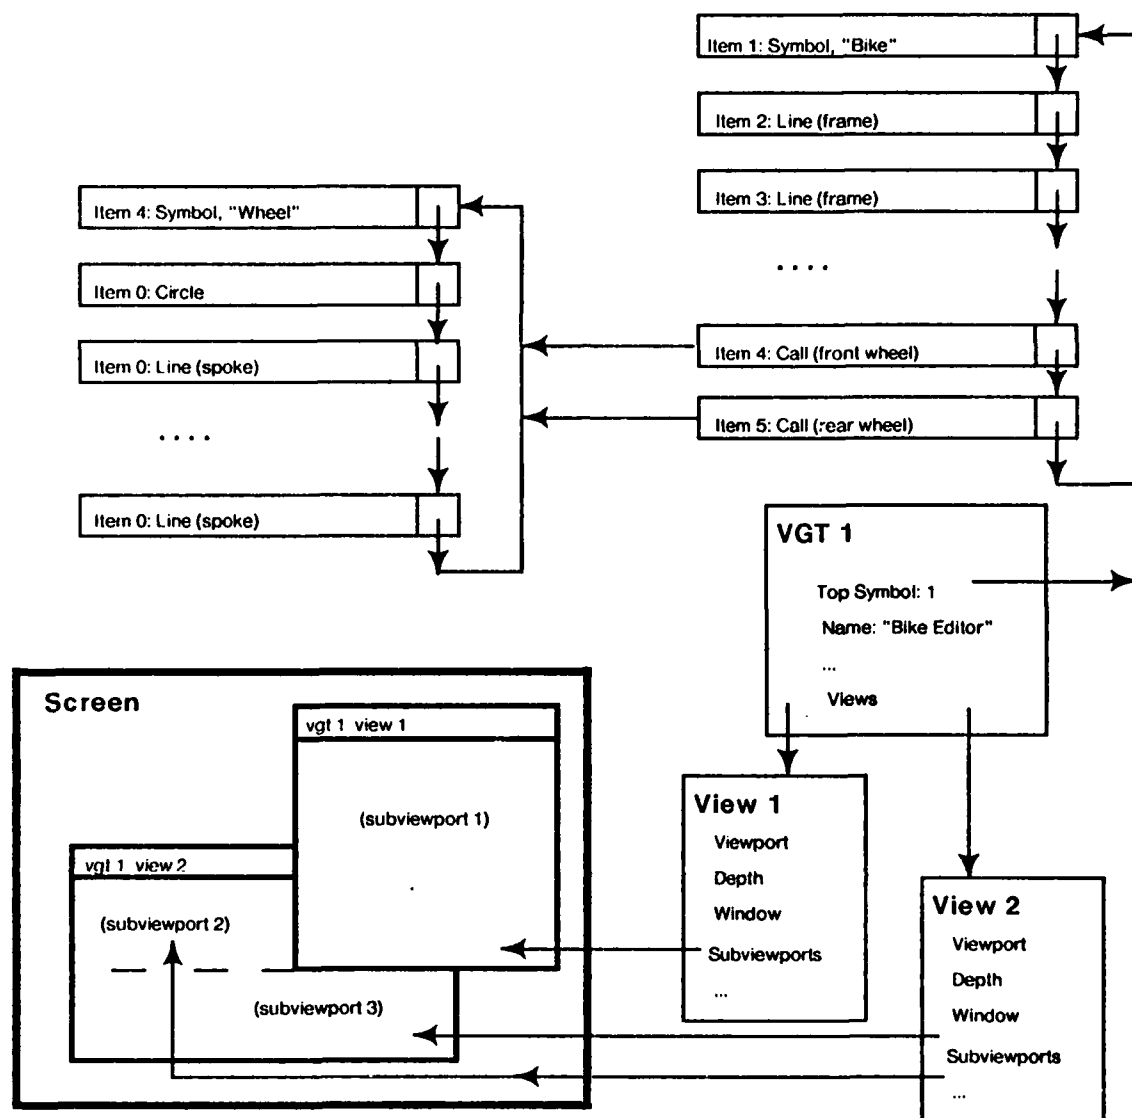 Item 1: Symbol, "Bike"
Item 2: Line (frame)
Item 3: Line (frame)
. . . .
Item 4: Call (front wheel)
Item 5: Call (rear wheel)
Item 4: Symbol, "Wheel"
Item 0: Circle
Item 0: Line (spoke)
. . . .
Item 0: Line (spoke)
VGT 1
Top Symbol: 1
Name: "Bike Editor"
...
Views
Screen
vgt 1 view 1
(subviewport 1)
vgt 1 view 2
(subviewport 2)
(subviewport 3)
View 1
Viewport
Depth
Window
Subviewports
...
View 2
Viewport
Depth
Window
Subviewports
...